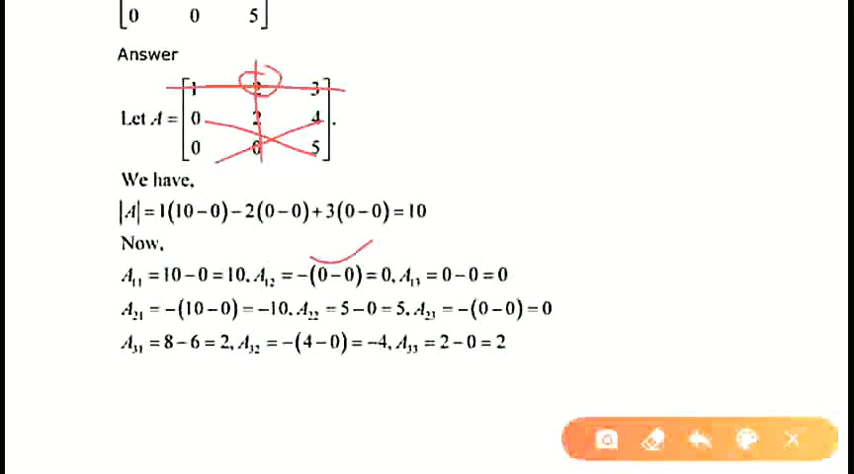 [0 0 5]
Answer
Let A = [1 2 3
0 2 4
0 0 5].
We have,
|A| = 1(10 − 0) − 2(0 − 0) + 3(0 − 0) = 10
Now,
A₁₁ = 10 − 0 = 10, A₁₂ = −(0 − 0) = 0, A₁₃ = 0 − 0 = 0
A₂₁ = −(10 − 0) = −10, A₂₂ = 5 − 0 = 5, A₂₃ = −(0 − 0) = 0
A₃₁ = 8 − 6 = 2, A₃₂ = −(4 − 0) = −4, A₃₃ = 2 − 0 = 2